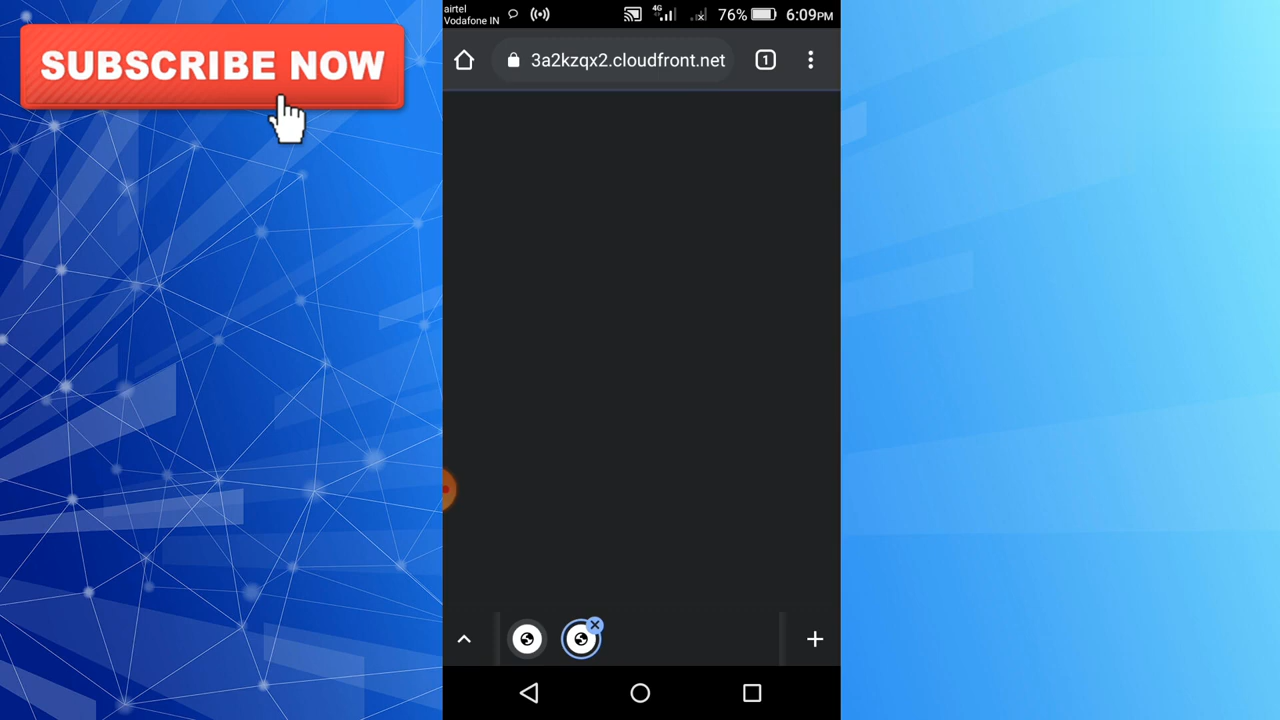 SUBSCRIBE NOW
airtel
Vodafone IN
4G
76%
6:09PM
3a2kzqx2.cloudfront.net
1